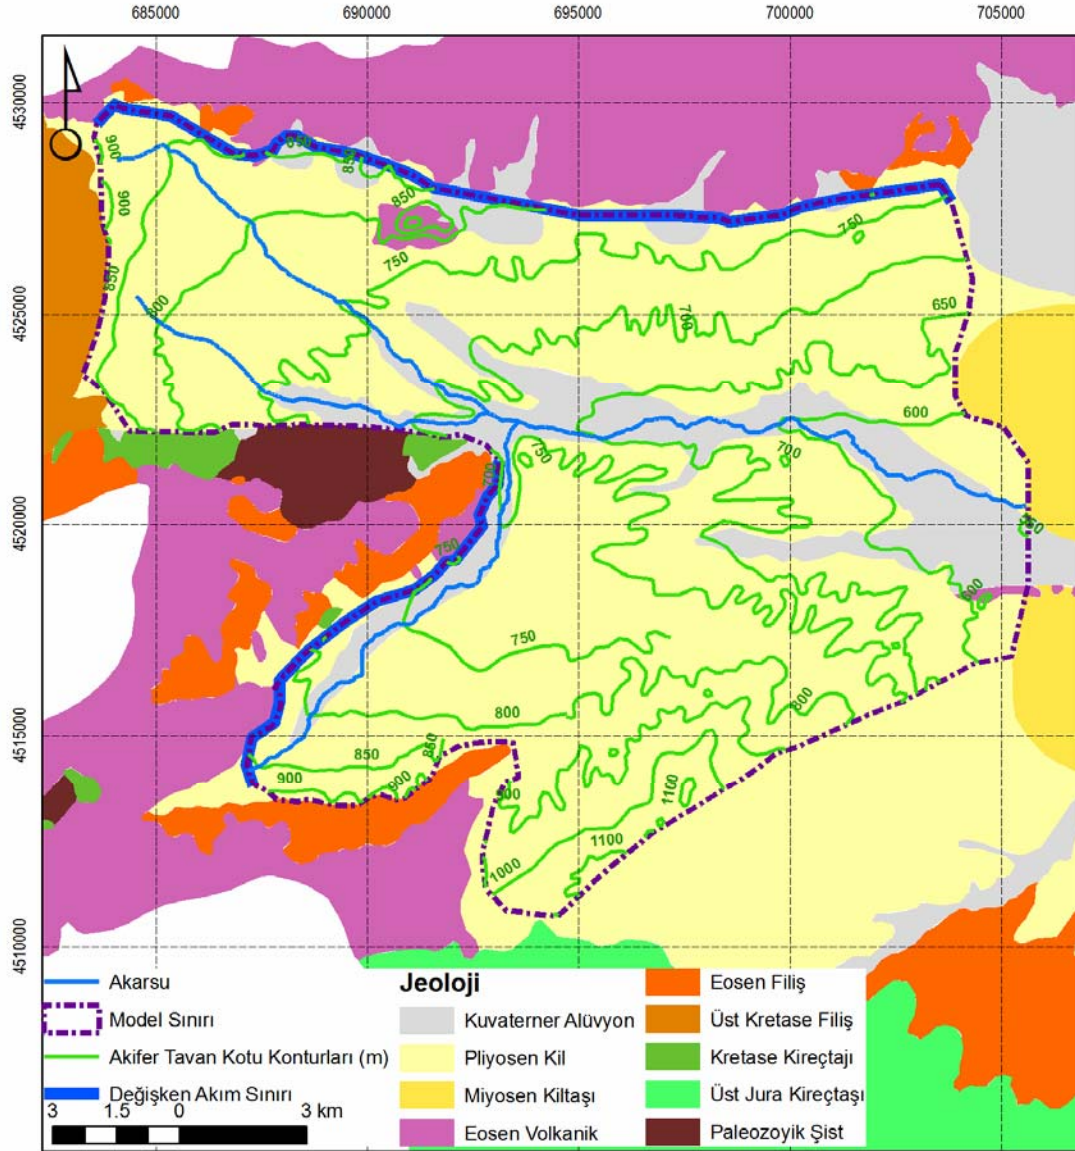 685000 690000 695000 700000 705000
4530000
4525000
4520000
4515000
4510000
900
900
850
800
850
850
850
750
750
700
650
600
700
750
700
750
600
750
800
800
850
850
900
900
1100
1100
1000
Akarsu
Model Sınırı
Akifer Tavan Kotu Konturları (m)
Değişken Akım Sınırı
3 1.5 0 3 km
Jeoloji
Kuvaterner Alüvyon
Pliyosen Kil
Miyosen Kiltaşı
Eosen Volkanik
Eosen Filiş
Üst Kretase Filiş
Kretase Kireçtajı
Üst Jura Kireçtaşı
Paleozoyik Şist